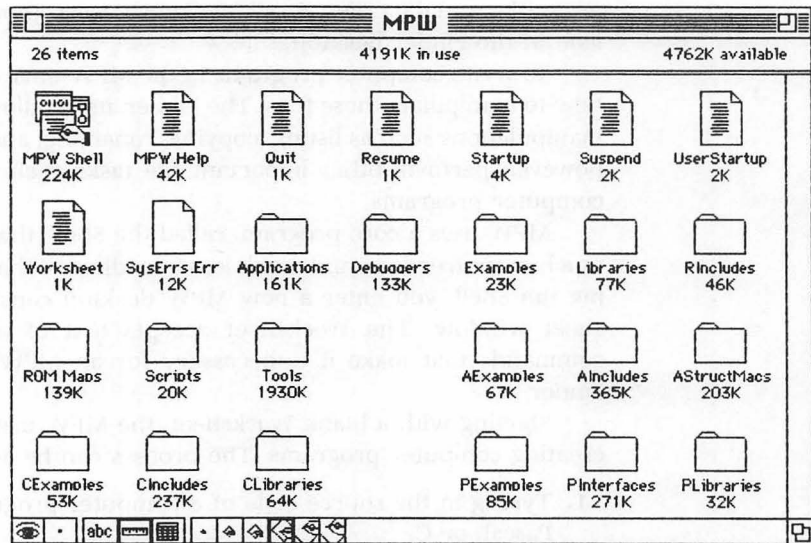 MPW
26 items 4191K in use 4762K available
MPW Shell MPW.Help Quit Resume Startup Suspend UserStartup
224K 42K 1K 1K 4K 2K 2K
Worksheet SysErrs.Err Applications Debuggers Examples Libraries RIncludes
1K 12K 161K 133K 23K 77K 46K
ROM Maps Scripts Tools AExamples AIncludes AStructMacs
139K 20K 1930K 67K 365K 203K
CExamples CIncludes CLibraries PExamples PInterfaces PLibraries
53K 237K 64K 85K 271K 32K
abc